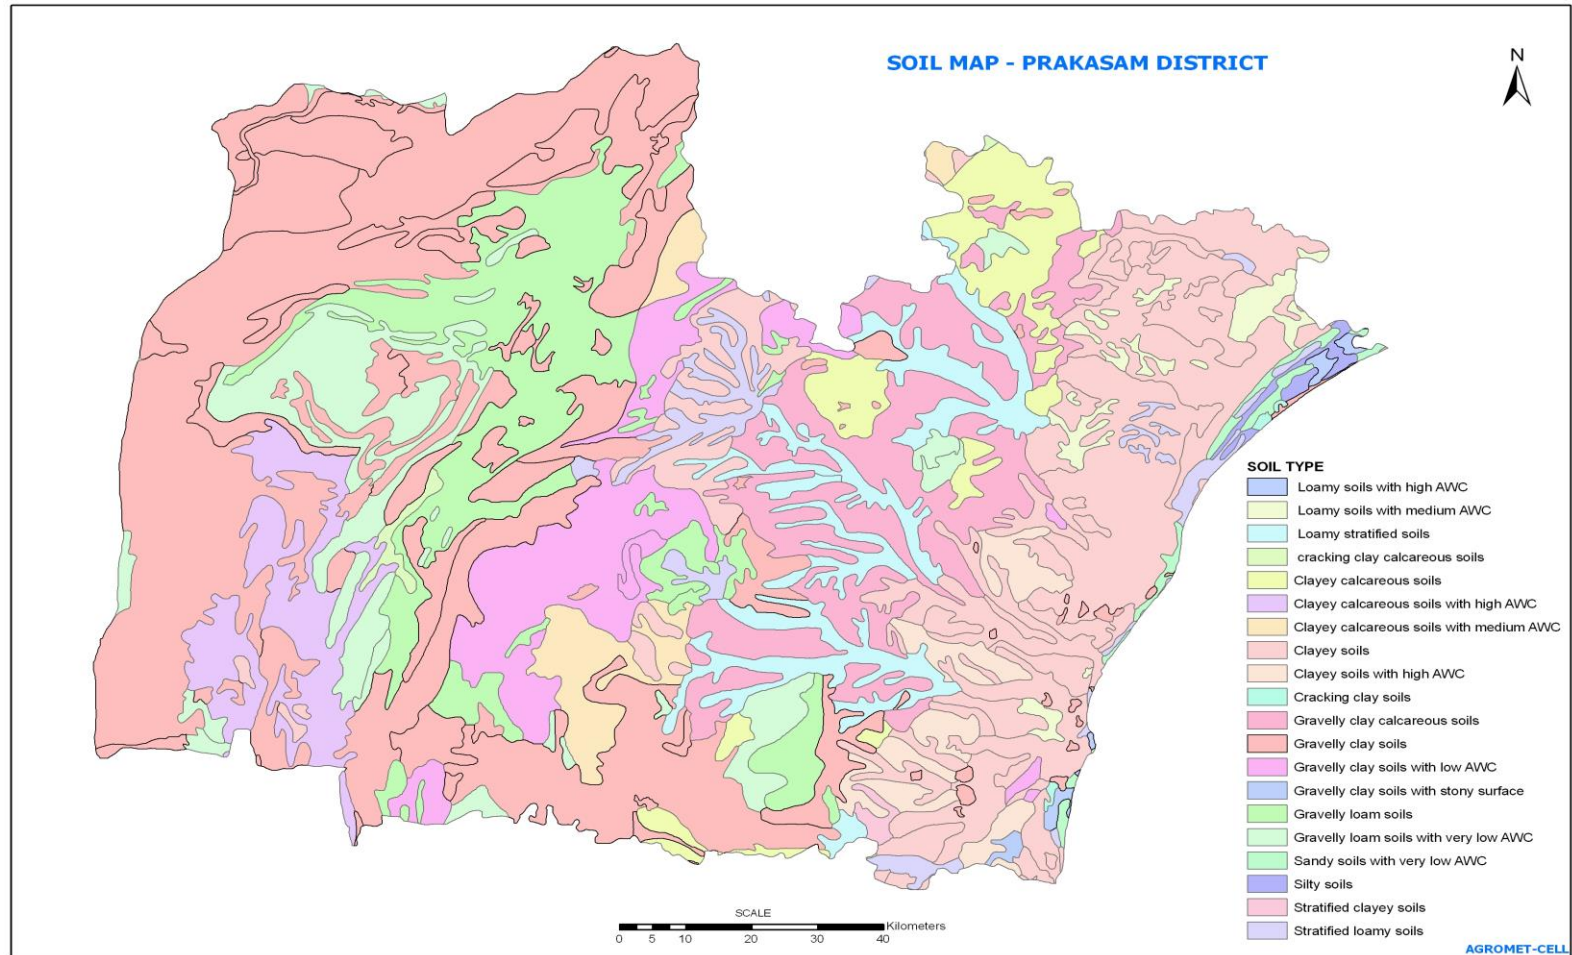 SOIL MAP - PRAKASAM DISTRICT
N
SOIL TYPE
Loamy soils with high AWC
Loamy soils with medium AWC
Loamy stratified soils
cracking clay calcareous soils
Clayey calcareous soils
Clayey calcareous soils with high AWC
Clayey calcareous soils with medium AWC
Clayey soils
Clayey soils with high AWC
Cracking clay soils
Gravelly clay calcareous soils
Gravelly clay soils
Gravelly clay soils with low AWC
Gravelly clay soils with stony surface
Gravelly loam soils
Gravelly loam soils with very low AWC
Sandy soils with very low AWC
Silty soils
Stratified clayey soils
Stratified loamy soils
SCALE
Kilometers
0 5 10 20 30 40
AGROMET-CELL